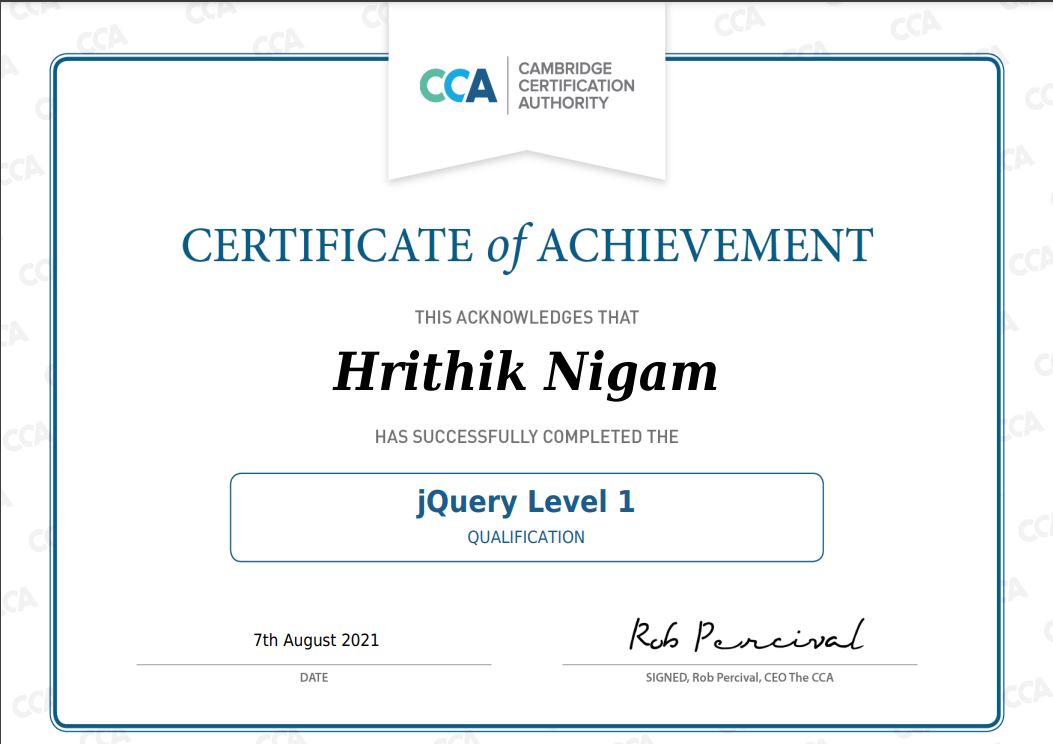 CCA
CAMBRIDGE
CERTIFICATION
AUTHORITY
CERTIFICATE of ACHIEVEMENT
THIS ACKNOWLEDGES THAT
Hrithik Nigam
HAS SUCCESSFULLY COMPLETED THE
jQuery Level 1
QUALIFICATION
7th August 2021
Rob Percival
DATE
SIGNED, Rob Percival, CEO The CCA